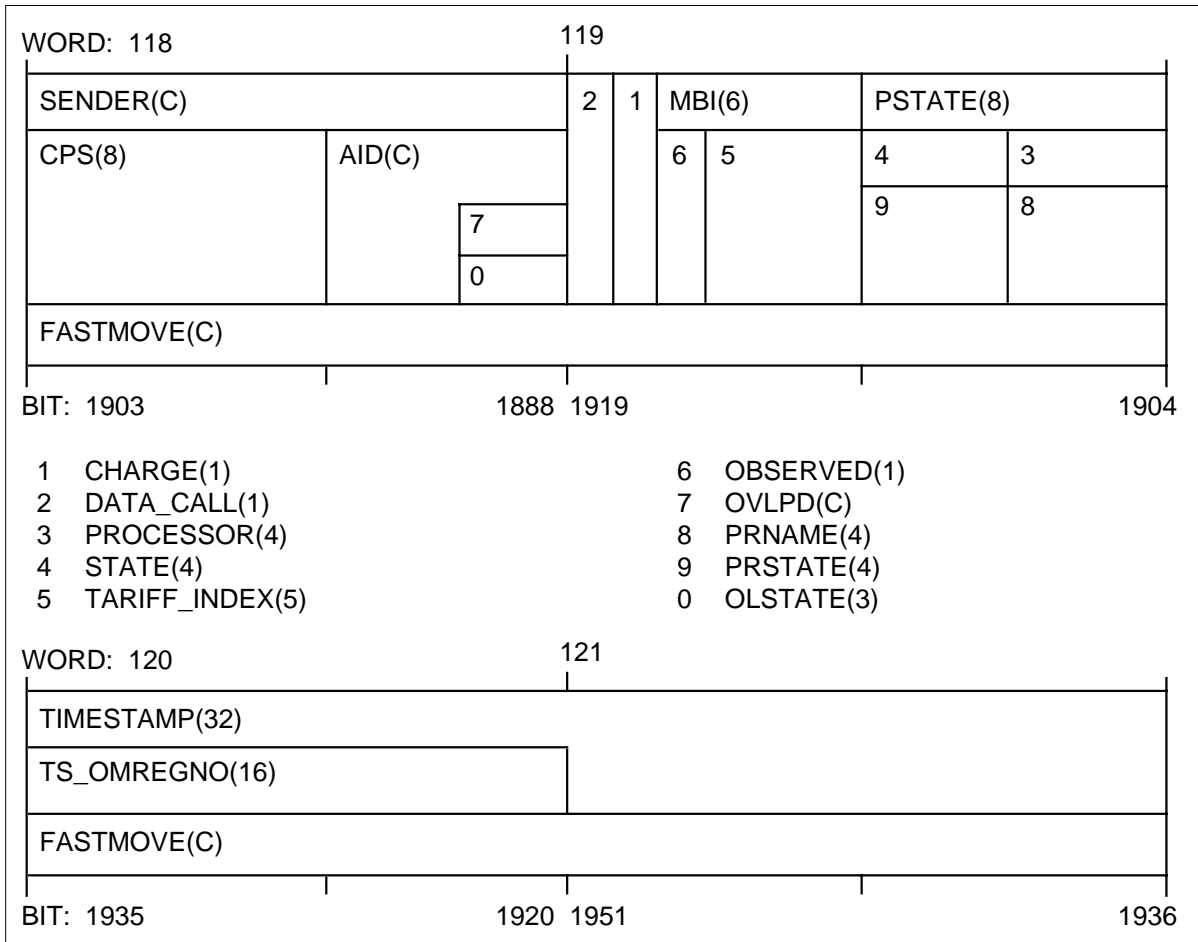 WORD: 118 119
SENDER(C) 2 1 MBI(6) PSTATE(8)
CPS(8) AID(C) 6 5 4 3
7 9 8
0
FASTMOVE(C)
BIT: 1903 1888 1919 1904
1 CHARGE(1) 6 OBSERVED(1)
2 DATA_CALL(1) 7 OVLPD(C)
3 PROCESSOR(4) 8 PRNAME(4)
4 STATE(4) 9 PRSTATE(4)
5 TARIFF_INDEX(5) 0 OLSTATE(3)
WORD: 120 121
TIMESTAMP(32)
TS_OMREGNO(16)
FASTMOVE(C)
BIT: 1935 1920 1951 1936